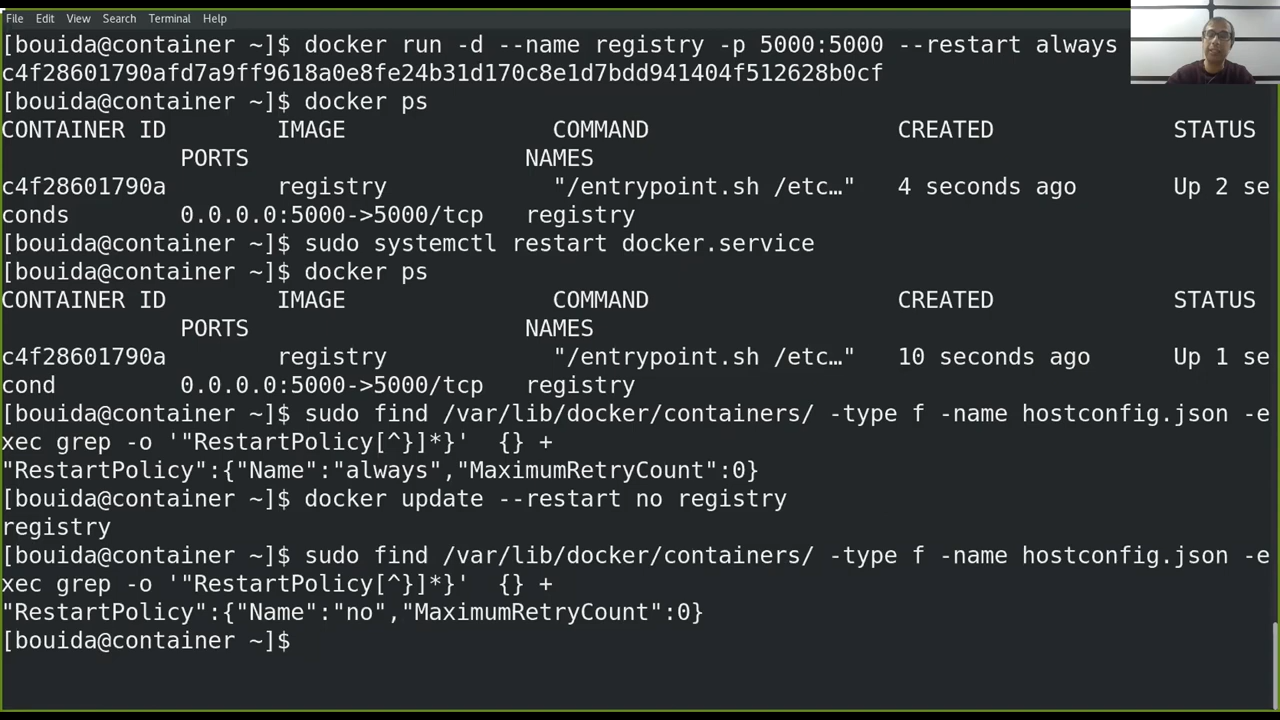 File Edit View Search Terminal Help
[bouida@container ~]$ docker run -d --name registry -p 5000:5000 --restart always
c4f28601790afd7a9ff9618a0e8fe24b31d170c8e1d7bdd941404f512628b0cf
[bouida@container ~]$ docker ps
CONTAINER ID IMAGE COMMAND CREATED STATUS
PORTS NAMES
c4f28601790a registry "/entrypoint.sh /etc…" 4 seconds ago Up 2 se
conds 0.0.0.0:5000->5000/tcp registry
[bouida@container ~]$ sudo systemctl restart docker.service
[bouida@container ~]$ docker ps
CONTAINER ID IMAGE COMMAND CREATED STATUS
PORTS NAMES
c4f28601790a registry "/entrypoint.sh /etc…" 10 seconds ago Up 1 se
cond 0.0.0.0:5000->5000/tcp registry
[bouida@container ~]$ sudo find /var/lib/docker/containers/ -type f -name hostconfig.json -e
xec grep -o '"RestartPolicy[^}]*}' {} +
"RestartPolicy":{"Name":"always","MaximumRetryCount":0}
[bouida@container ~]$ docker update --restart no registry
registry
[bouida@container ~]$ sudo find /var/lib/docker/containers/ -type f -name hostconfig.json -e
xec grep -o '"RestartPolicy[^}]*}' {} +
"RestartPolicy":{"Name":"no","MaximumRetryCount":0}
[bouida@container ~]$